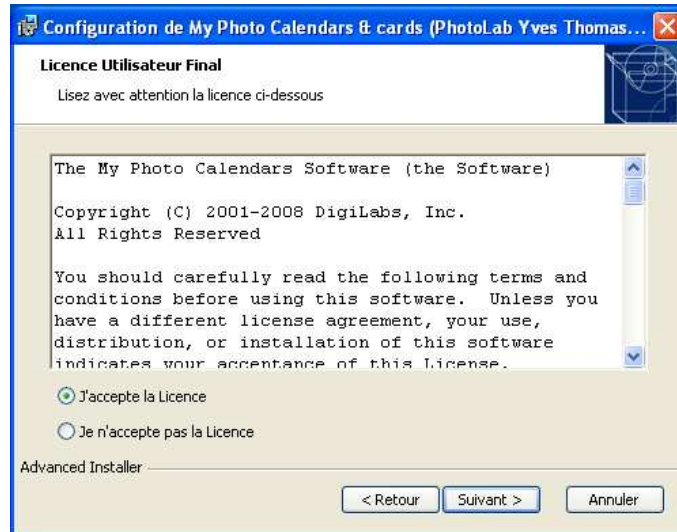 Configuration de My Photo Calendars & cards (PhotoLab Yves Thomas...
Licence Utilisateur Final
Lisez avec attention la licence ci-dessous
The My Photo Calendars Software (the Software)
Copyright (C) 2001-2008 DigiLabs, Inc.
All Rights Reserved
You should carefully read the following terms and
conditions before using this software.  Unless you
have a different license agreement, your use,
distribution, or installation of this software
indicates your acceptance of this License.
J'accepte la Licence
Je n'accepte pas la Licence
Advanced Installer
< Retour
Suivant >
Annuler